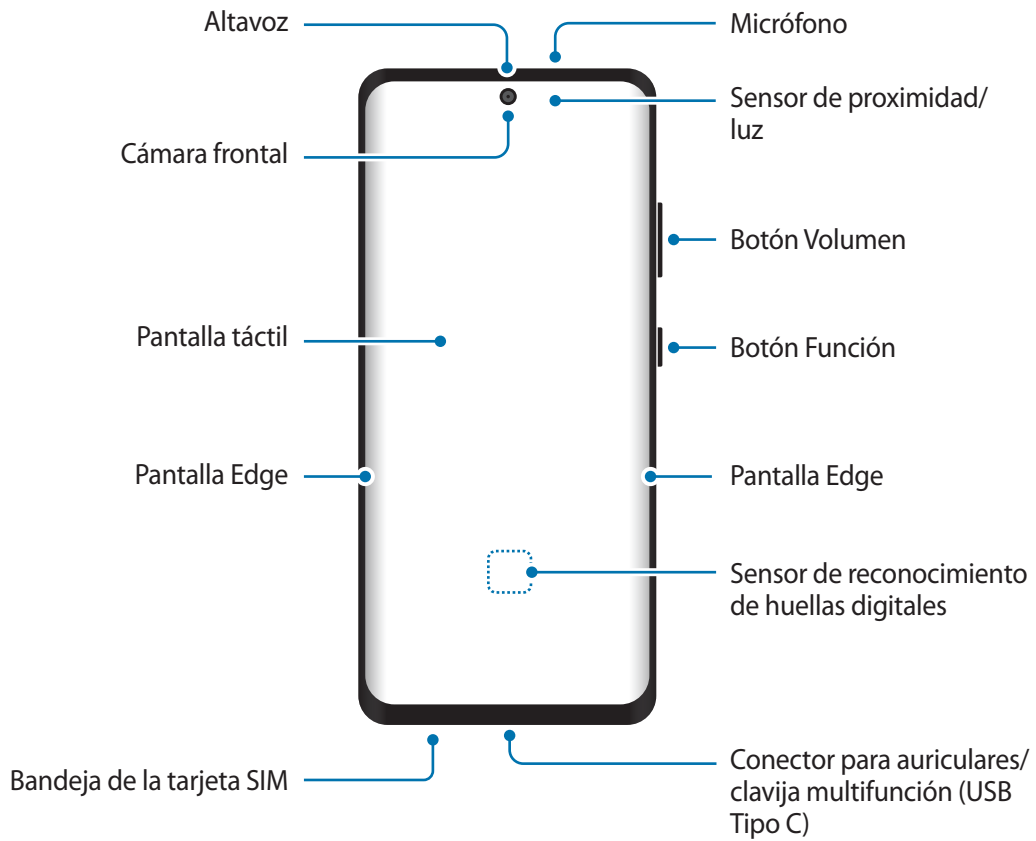 Altavoz
Micrófono
Sensor de proximidad/
luz
Cámara frontal
Botón Volumen
Pantalla táctil
Botón Función
Pantalla Edge
Pantalla Edge
Sensor de reconocimiento
de huellas digitales
Bandeja de la tarjeta SIM
Conector para auriculares/
clavija multifunción (USB
Tipo C)